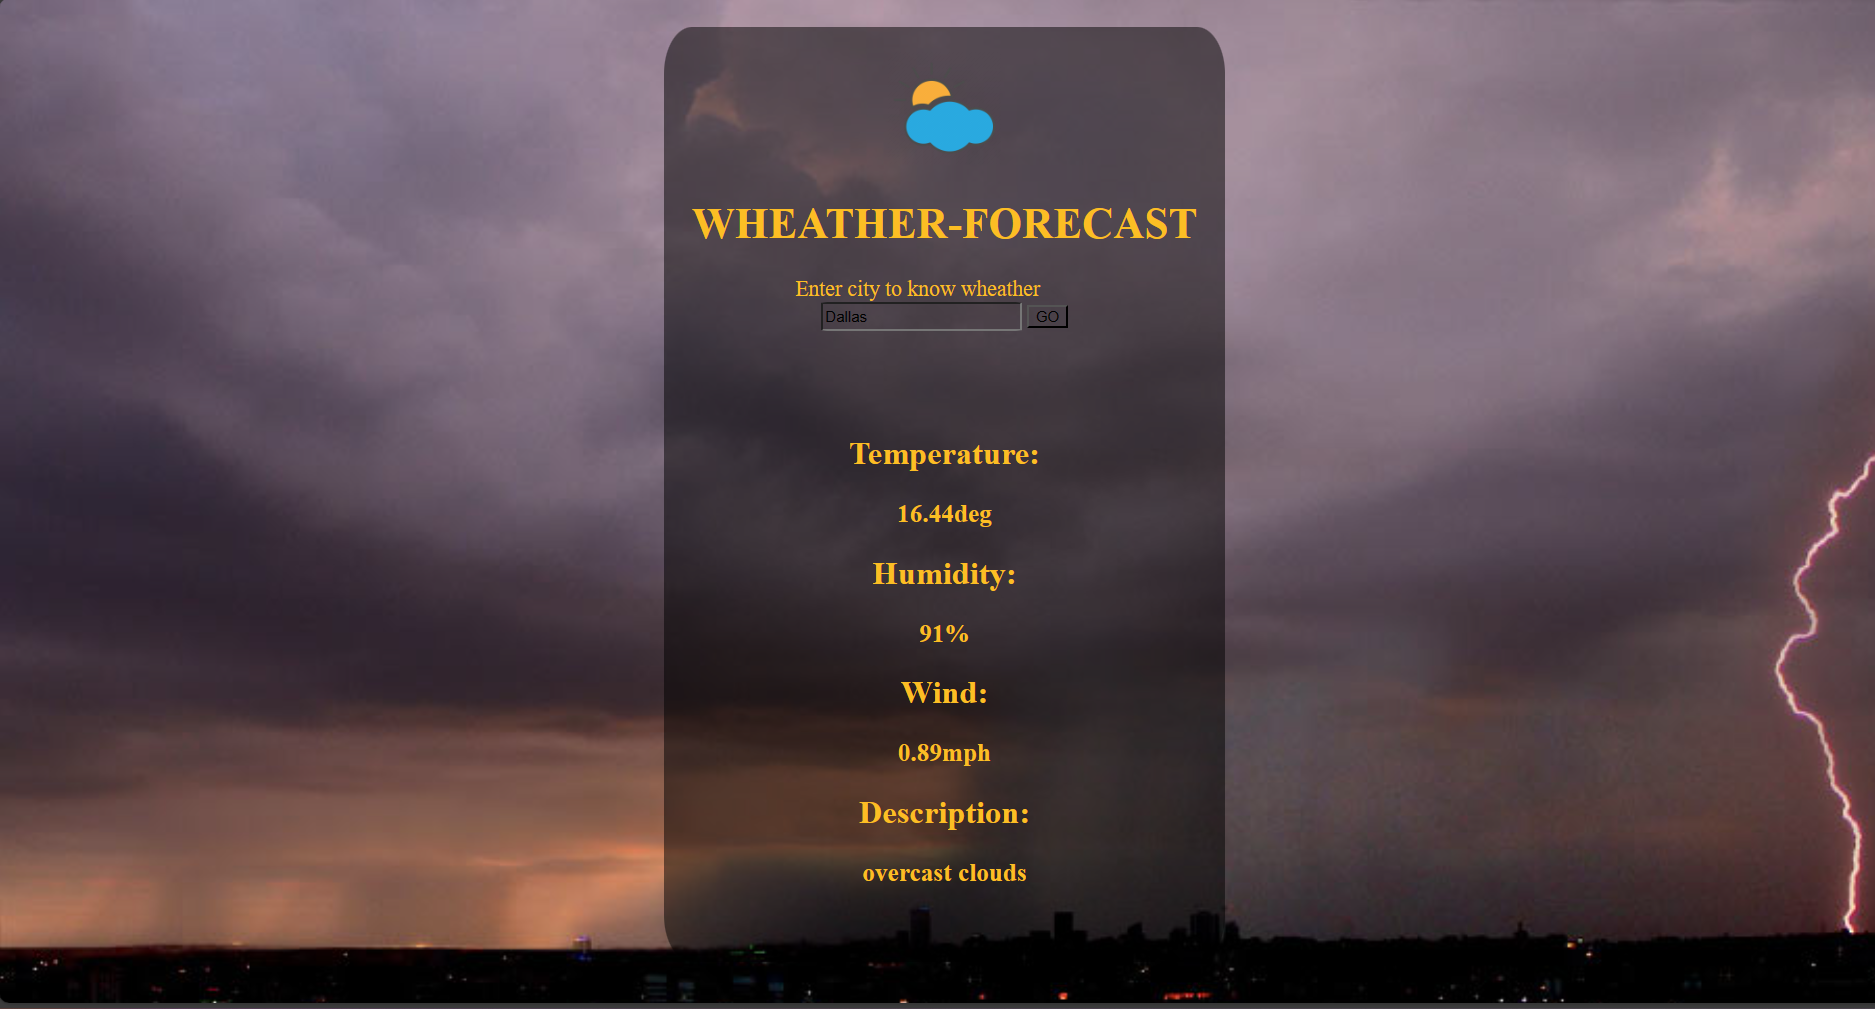 WHEATHER-FORECAST
Enter city to know wheather
Dallas GO
Temperature:
16.44deg
Humidity:
91%
Wind:
0.89mph
Description:
overcast clouds